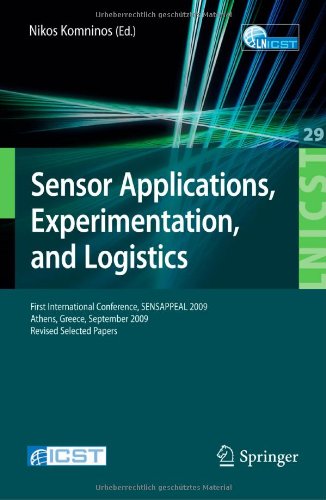 Nikos Komninos (Ed.)
LNICST
29
LNICST
Sensor Applications,
Experimentation,
and Logistics
First International Conference, SENSAPPEAL 2009
Athens, Greece, September 2009
Revised Selected Papers
ICST
Springer
Urheberrechtlich geschütztes Material
Urheberrechtlich geschütztes Material